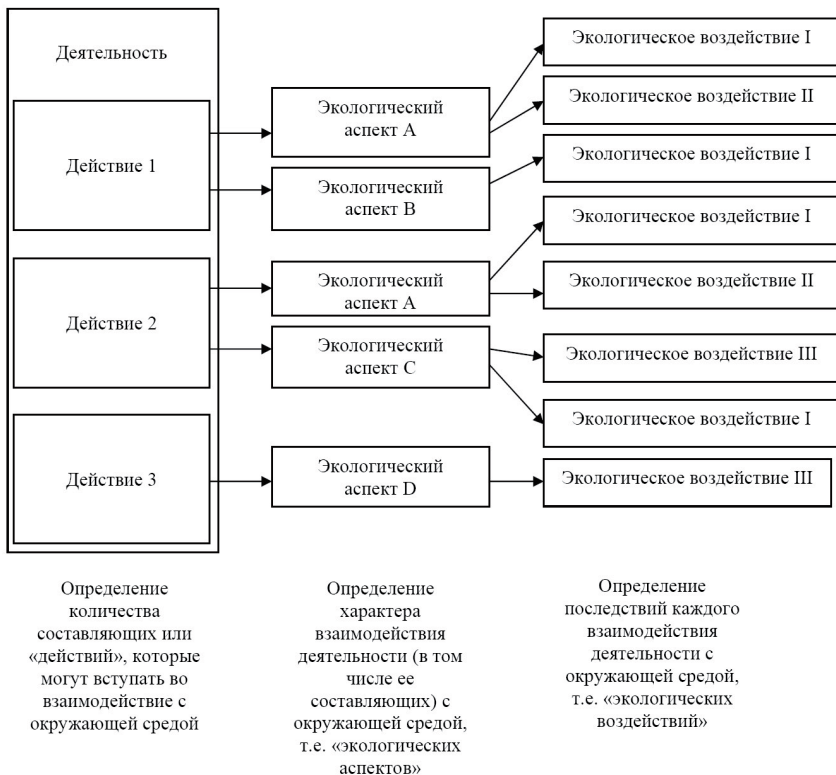 Деятельность
Действие 1
Действие 2
Действие 3
Экологический
аспект A
Экологический
аспект B
Экологический
аспект A
Экологический
аспект C
Экологический
аспект D
Экологическое воздействие I
Экологическое воздействие II
Экологическое воздействие I
Экологическое воздействие I
Экологическое воздействие II
Экологическое воздействие III
Экологическое воздействие I
Экологическое воздействие III
Определение
количества
составляющих или
«действий», которые
могут вступать во
взаимодействие с
окружающей средой
Определение
характера
взаимодействия
деятельности (в том
числе ее
составляющих) с
окружающей средой,
т.е. «экологических
аспектов»
Определение
последствий каждого
взаимодействия
деятельности с
окружающей средой,
т.е. «экологических
воздействий»